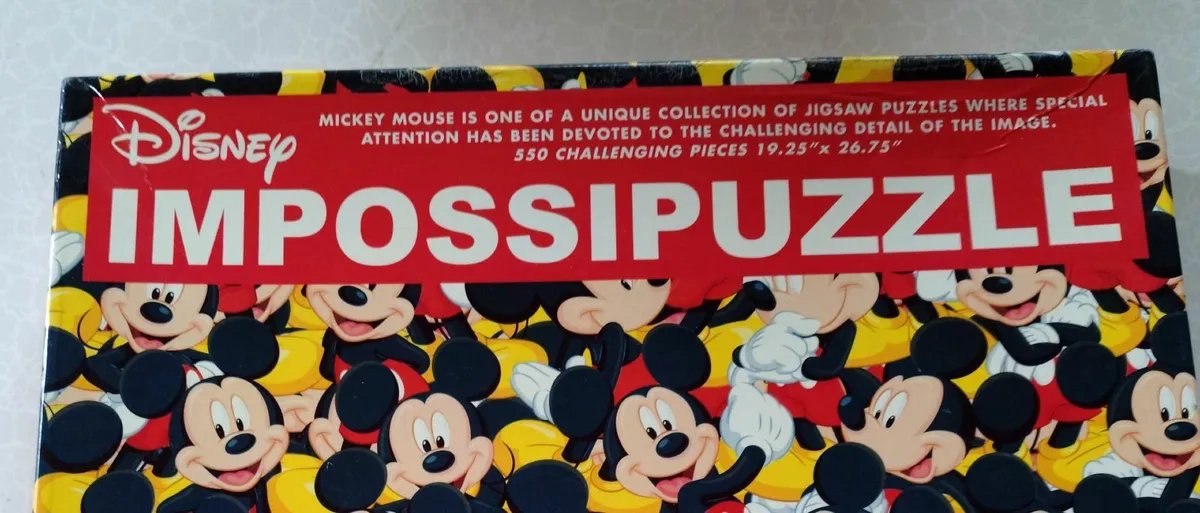 Disney
MICKEY MOUSE IS ONE OF A UNIQUE COLLECTION OF JIGSAW PUZZLES WHERE SPECIAL
ATTENTION HAS BEEN DEVOTED TO THE CHALLENGING DETAIL OF THE IMAGE.
550 CHALLENGING PIECES 19.25"x 26.75"
IMPOSSIPUZZLE